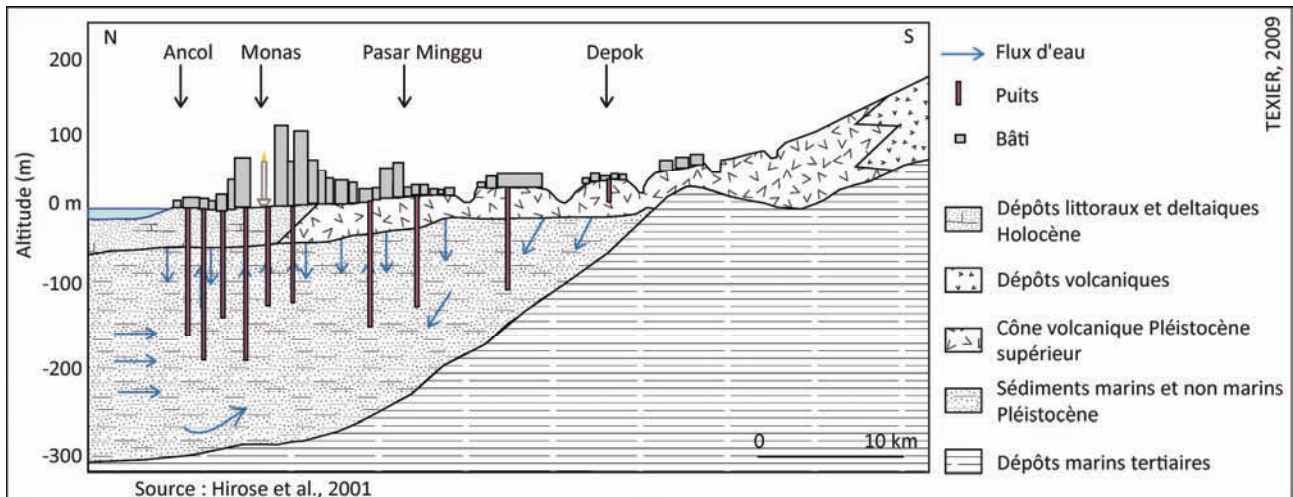 N
S
Ancol
Monas
Pasar Minggu
Depok
200
100
0 m
-100
-200
-300
Altitude (m)
0
10 km
Source : Hirose et al., 2001
TEXIER, 2009
Flux d'eau
Puits
Bâti
Dépôts littoraux et deltaiques
Holocène
Dépôts volcaniques
Cône volcanique Pléistocène
supérieur
Sédiments marins et non marins
Pléistocène
Dépôts marins tertiaires